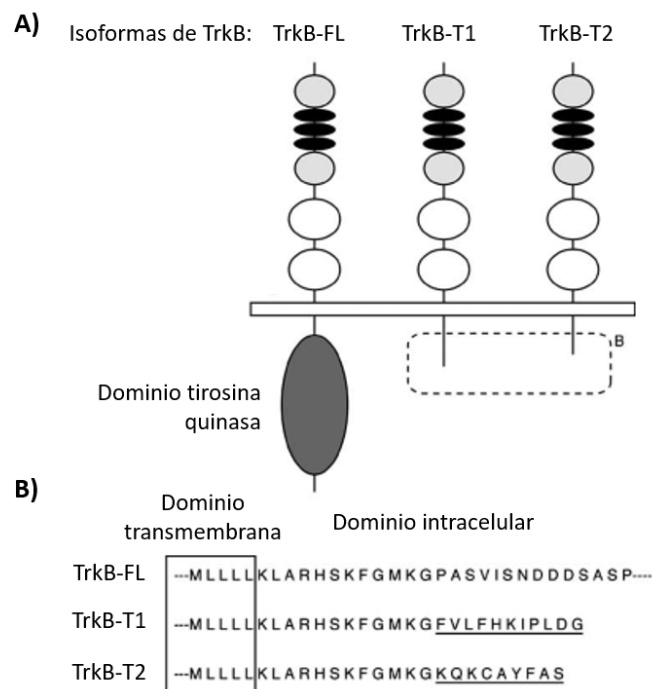 A)
Isoformas de TrkB: TrkB-FL TrkB-T1 TrkB-T2
B
Dominio tirosina
quinasa
B)
Dominio
transmembrana
Dominio intracelular
TrkB-FL ---MLLLLKLARHSKFGMKGPASVISNDDDSASP----
TrkB-T1 ---MLLLLKLARHSKFGMKGFVLFHKIPLDG
TrkB-T2 ---MLLLLKLARHSKFGMKGKQKCAYFAS